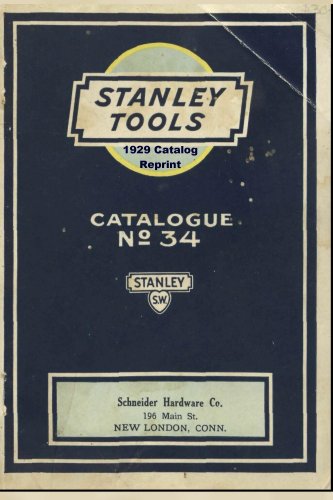 STANLEY
TOOLS
1929 Catalog
Reprint
CATALOGUE
Nº 34
STANLEY
S.W.
Schneider Hardware Co.
196 Main St.
NEW LONDON, CONN.